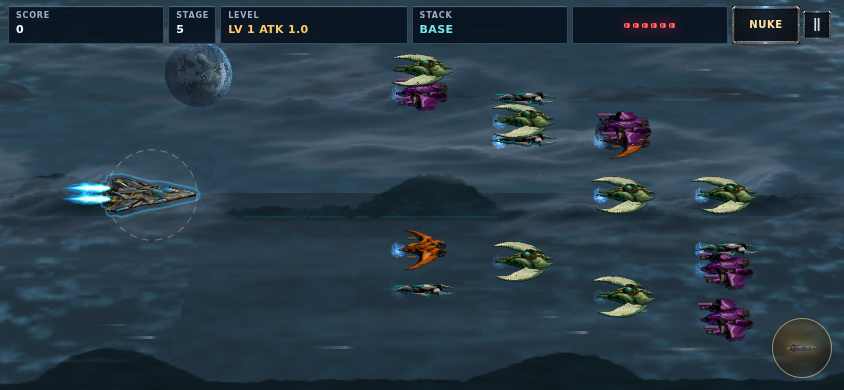 SCORE
0
STAGE
5
LEVEL
LV 1 ATK 1.0
STACK
BASE
NUKE
||